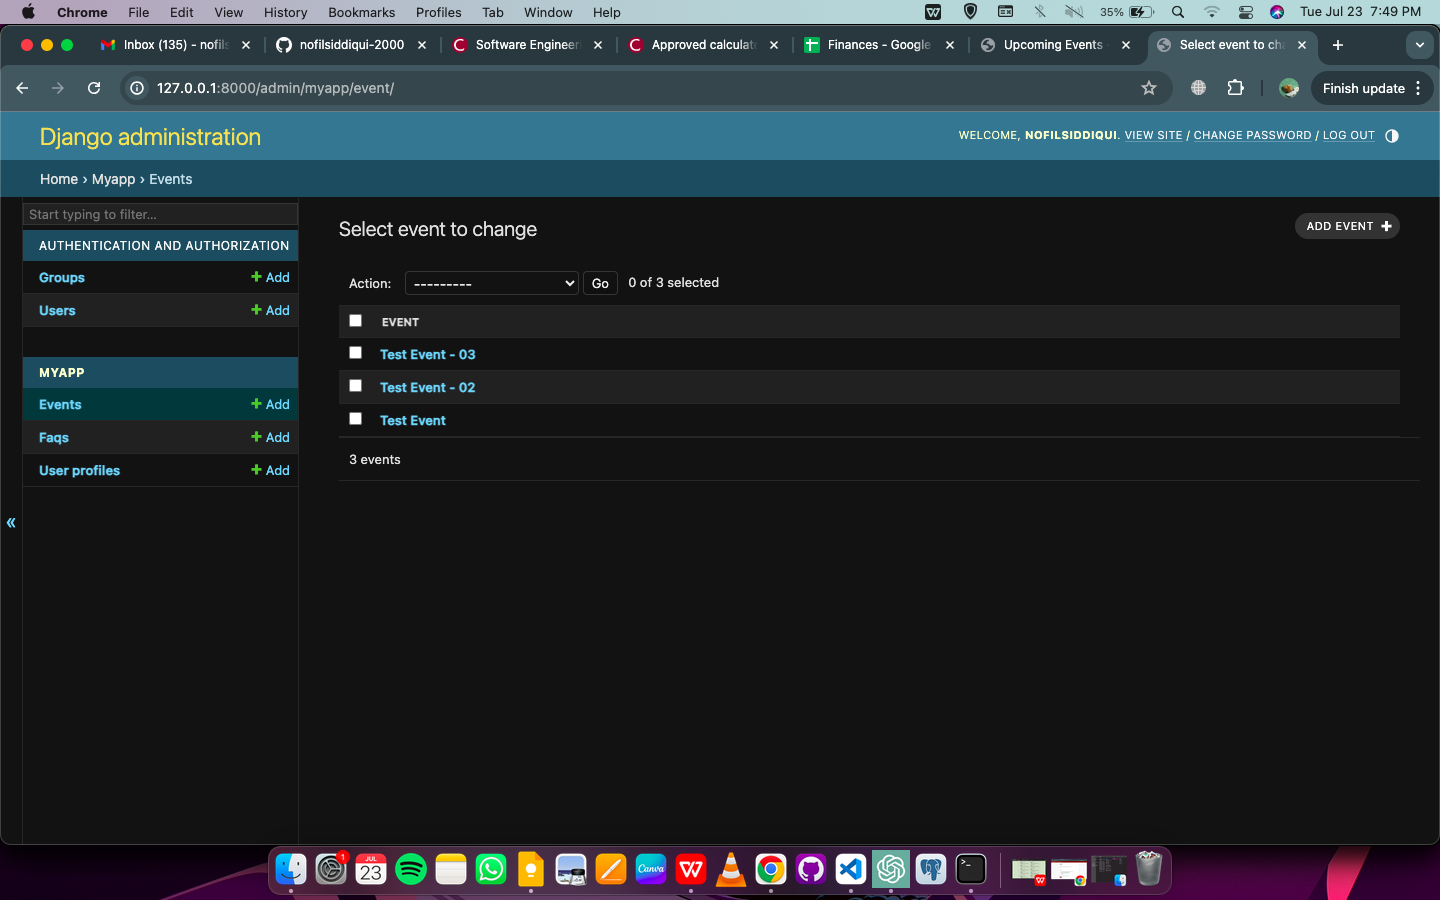 Chrome File Edit View History Bookmarks Profiles Tab Window Help 35% Tue Jul 23 7:49 PM
Inbox (135) - nofils nofilsiddiqui-2000 Software Engineer Approved calculat Finances - Google Upcoming Events Select event to ch
127.0.0.1:8000/admin/myapp/event/ Finish update
Django administration
WELCOME, NOFILSIDDIQUI. VIEW SITE / CHANGE PASSWORD / LOG OUT
Home › Myapp › Events
Start typing to filter...
AUTHENTICATION AND AUTHORIZATION
Groups + Add
Users + Add
MYAPP
Events + Add
Faqs + Add
User profiles + Add
«
Select event to change
ADD EVENT +
Action: --------- Go 0 of 3 selected
EVENT
Test Event - 03
Test Event - 02
Test Event
3 events
1
JUL
23
Canva